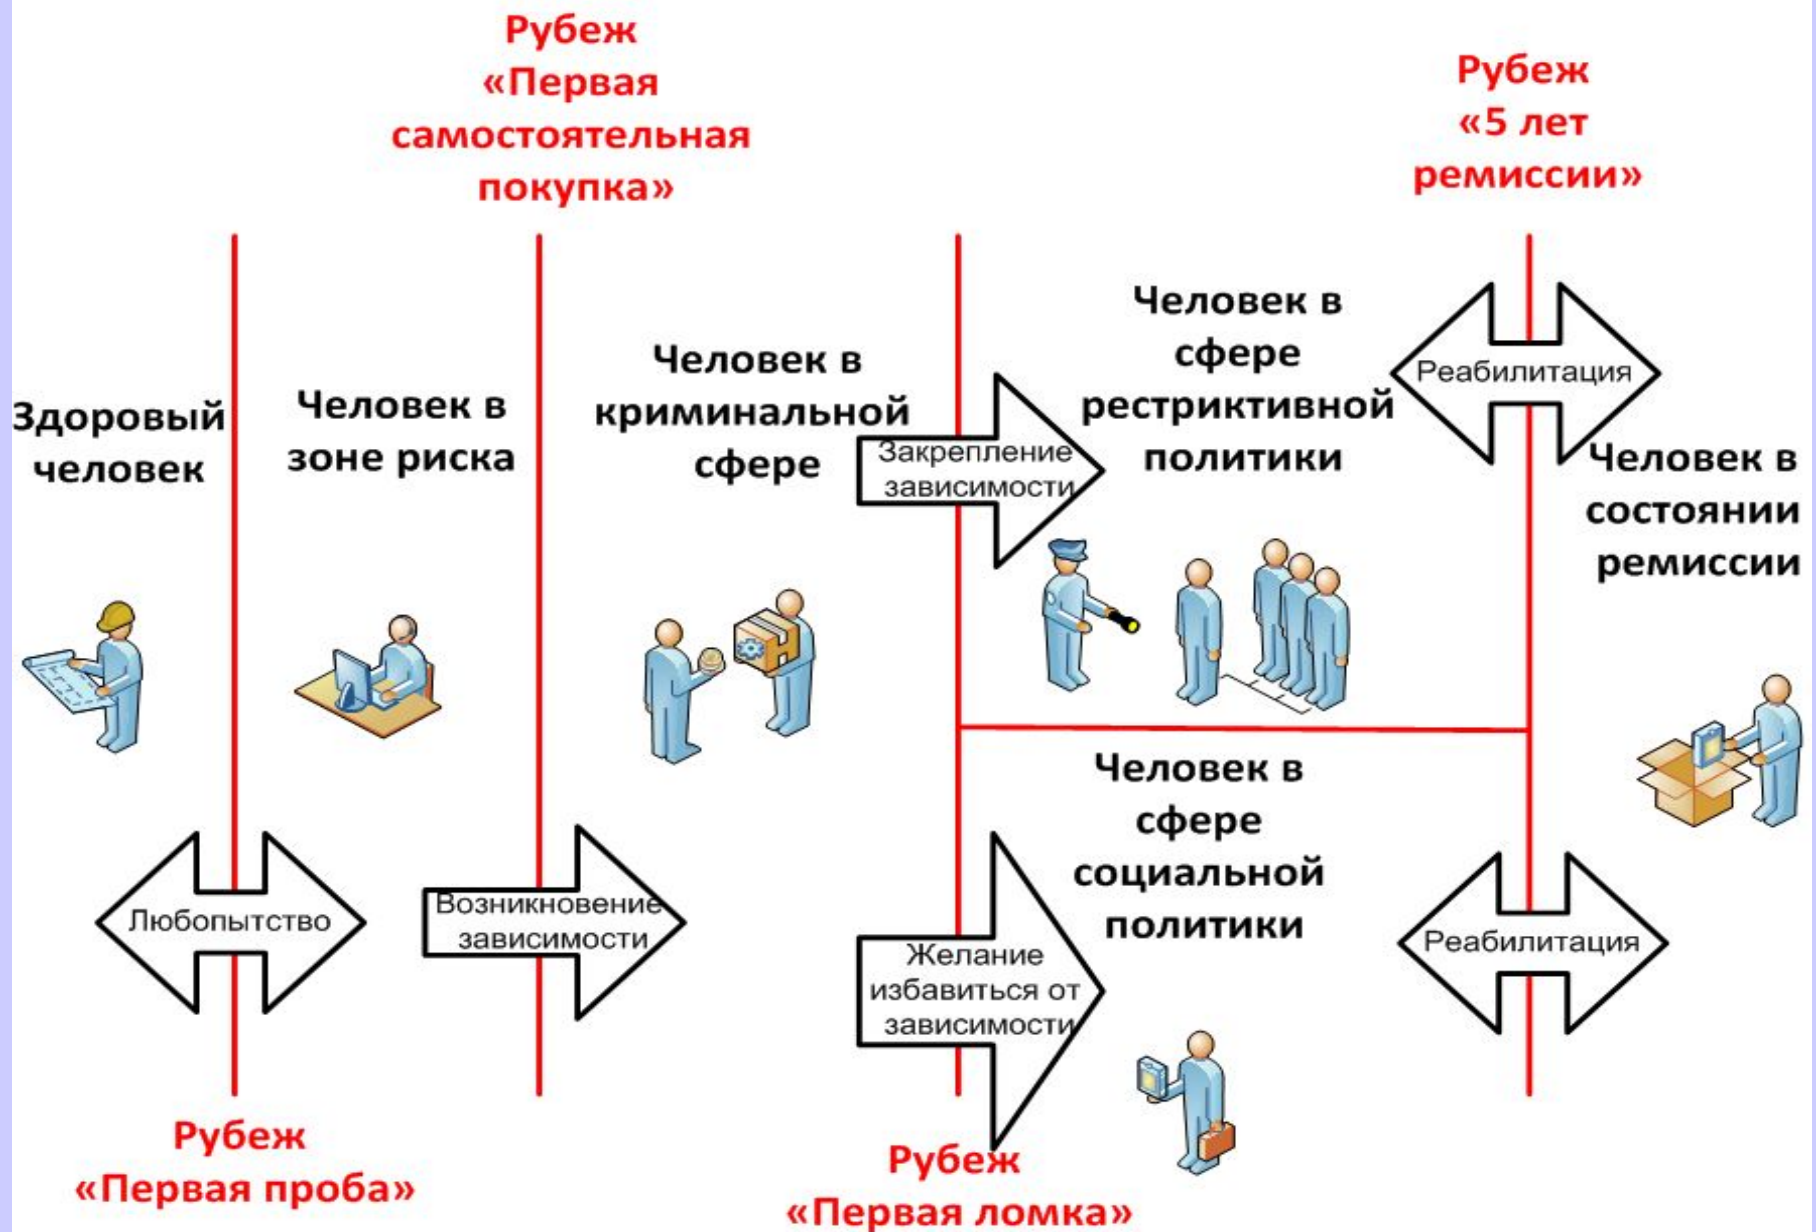 Рубеж
«Первая
самостоятельная
покупка»
Рубеж
«5 лет
ремиссии»
Здоровый
человек
Человек в
зоне риска
Человек в
криминальной
сфере
Закрепление
зависимости
Человек в
сфере
рестриктивной
политики
Реабилитация
Человек в
состоянии
ремиссии
Любопытство
Возникновение
зависимости
Желание
избавиться от
зависимости
Человек в
сфере
социальной
политики
Реабилитация
Рубеж
«Первая проба»
Рубеж
«Первая ломка»